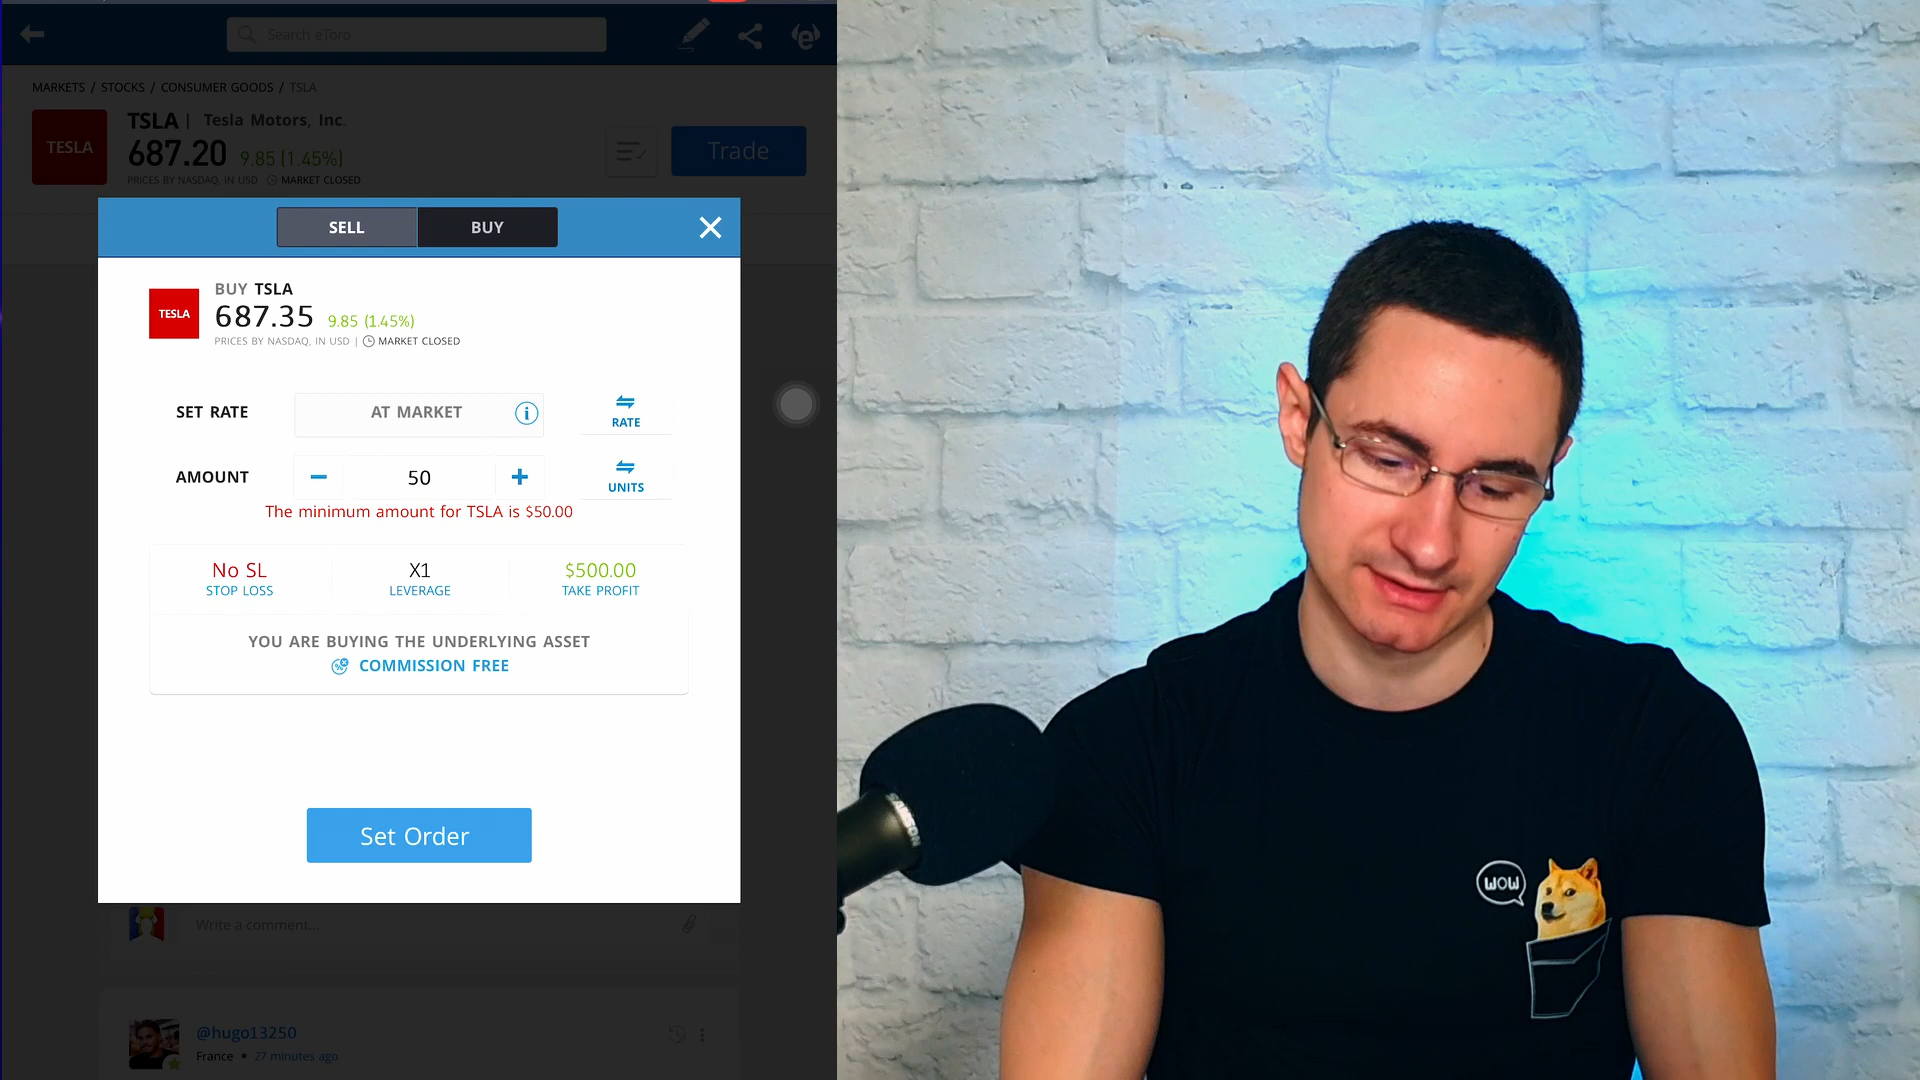 Search eToro
MARKETS / STOCKS / CONSUMER GOODS / TSLA
TESLA
TSLA | Tesla Motors, Inc.
687.20 9.85 (1.45%)
PRICES BY NASDAQ, IN USD MARKET CLOSED
Trade
SELL BUY
TESLA
BUY TSLA
687.35 9.85 (1.45%)
PRICES BY NASDAQ, IN USD | MARKET CLOSED
SET RATE AT MARKET RATE
AMOUNT 50 UNITS
The minimum amount for TSLA is $50.00
No SL X1 $500.00
STOP LOSS LEVERAGE TAKE PROFIT
YOU ARE BUYING THE UNDERLYING ASSET
COMMISSION FREE
Set Order
Write a comment...
@hugo13250
France • 27 minutes ago
SAMSON
WOW